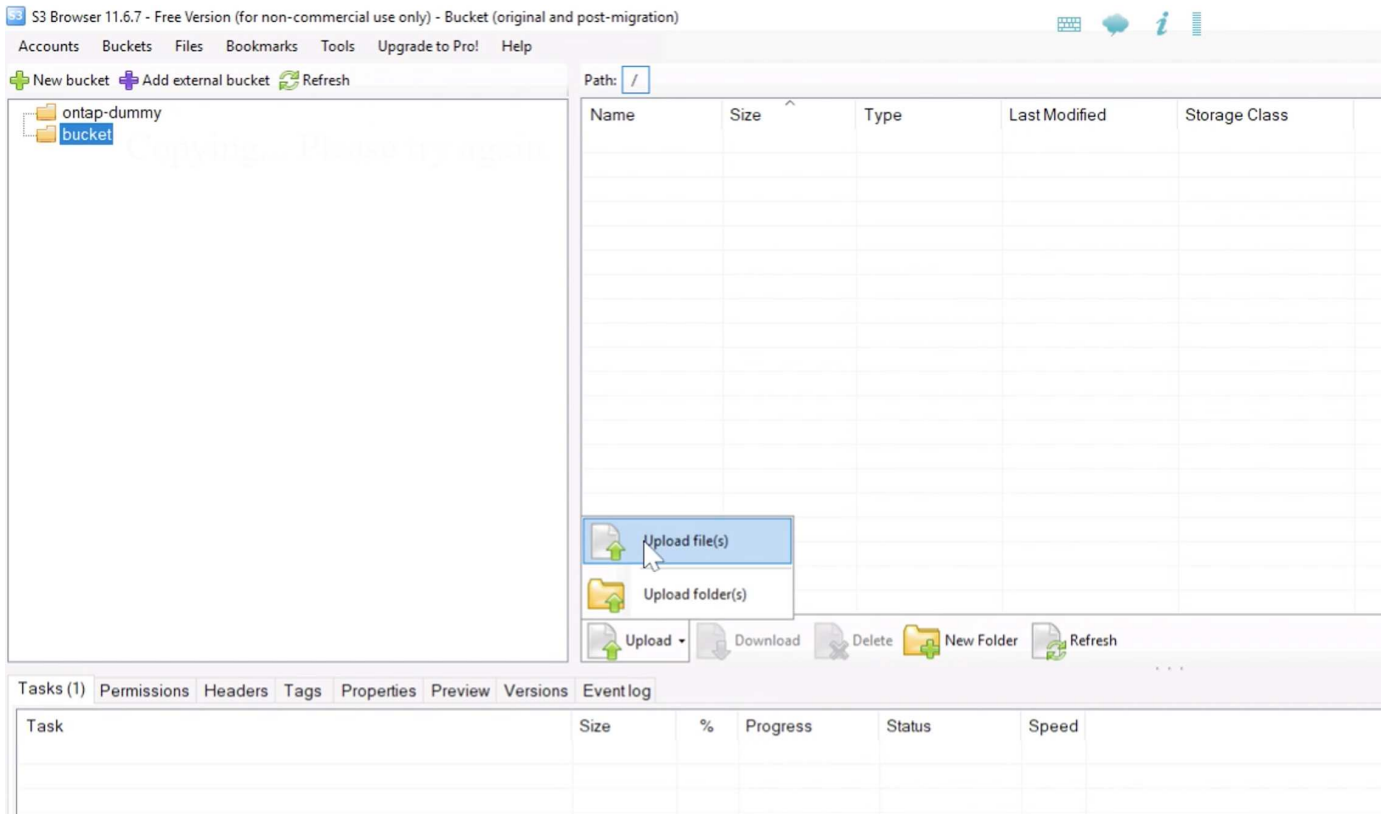 S3 Browser 11.6.7 - Free Version (for non-commercial use only) - Bucket (original and post-migration)
Accounts Buckets Files Bookmarks Tools Upgrade to Pro! Help
New bucket Add external bucket Refresh
Path: /
ontap-dummy
bucket
Name Size Type Last Modified Storage Class
Upload file(s)
Upload folder(s)
Upload Download Delete New Folder Refresh
Tasks (1) Permissions Headers Tags Properties Preview Versions Event log
Task Size % Progress Status Speed